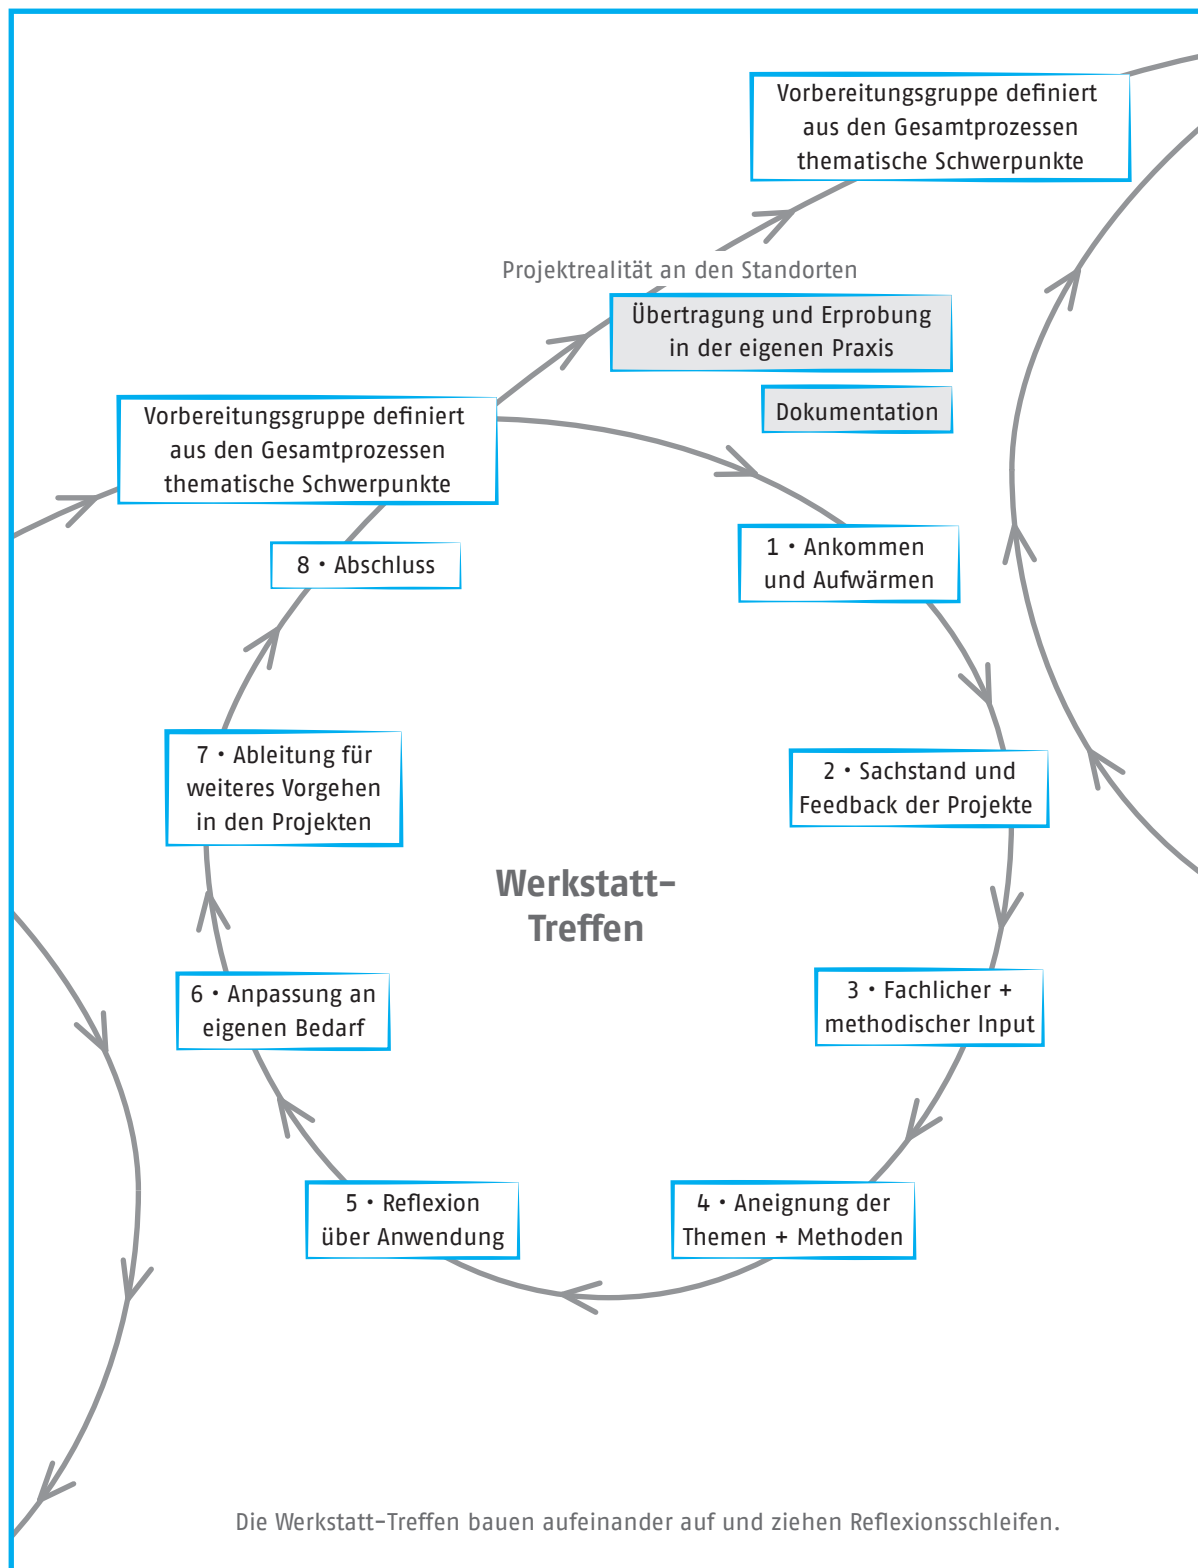 Vorbereitungsgruppe definiert
aus den Gesamtprozessen
thematische Schwerpunkte
Projektrealität an den Standorten
Übertragung und Erprobung
in der eigenen Praxis
Dokumentation
Vorbereitungsgruppe definiert
aus den Gesamtprozessen
thematische Schwerpunkte
1 • Ankommen
und Aufwärmen
2 • Sachstand und
Feedback der Projekte
3 • Fachlicher +
methodischer Input
4 • Aneignung der
Themen + Methoden
5 • Reflexion
über Anwendung
6 • Anpassung an
eigenen Bedarf
7 • Ableitung für
weiteres Vorgehen
in den Projekten
8 • Abschluss
Werkstatt-
Treffen
Die Werkstatt-Treffen bauen aufeinander auf und ziehen Reflexionsschleifen.